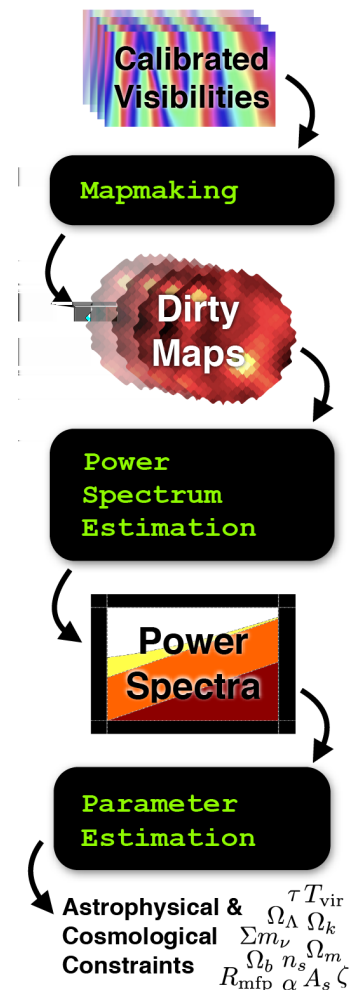 Calibrated
Visibilities
Mapmaking
Dirty
Maps
Power
Spectrum
Estimation
Power
Spectra
Parameter
Estimation
Astrophysical &
Cosmological
Constraints
τ T_vir
Ω_Λ Ω_k
Σm_ν Ω_m
Ω_b n_s
R_mfp α A_s ζ